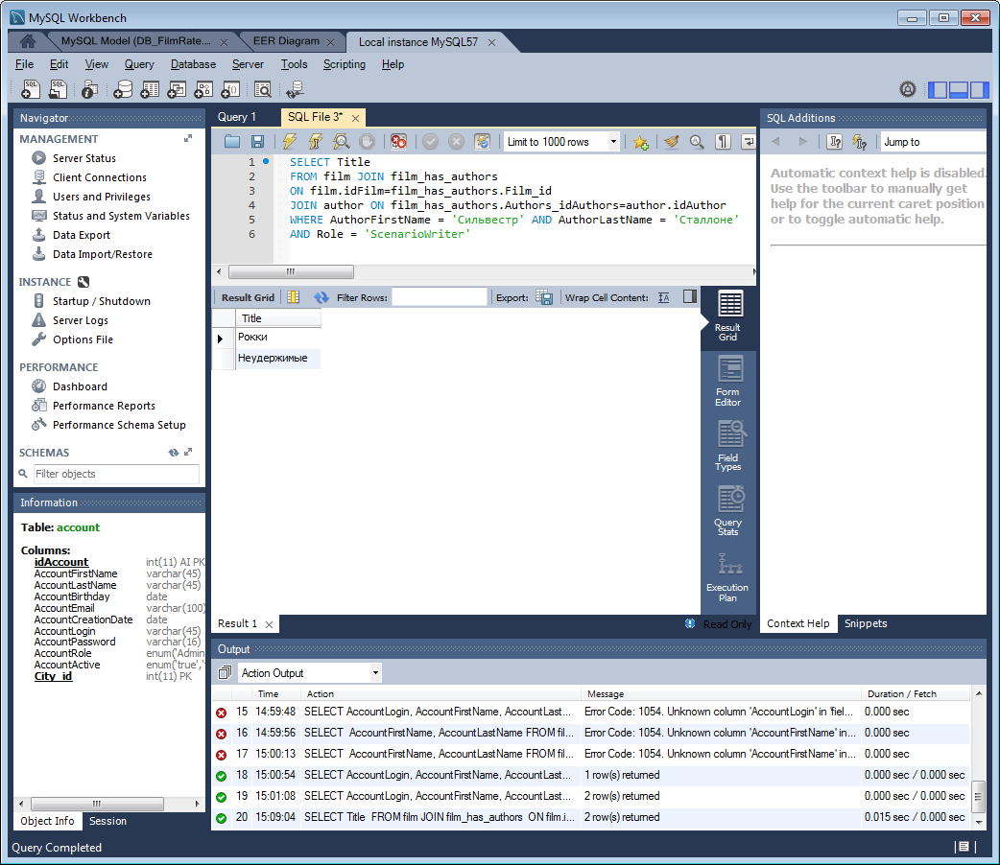 MySQL Workbench
MySQL Model (DB_FilmRate...
EER Diagram
Local instance MySQL57
File Edit View Query Database Server Tools Scripting Help
Navigator
MANAGEMENT
Server Status
Client Connections
Users and Privileges
Status and System Variables
Data Export
Data Import/Restore
INSTANCE
Startup / Shutdown
Server Logs
Options File
PERFORMANCE
Dashboard
Performance Reports
Performance Schema Setup
SCHEMAS
Filter objects
Information
Table: account
Columns:
idAccount int(11) AI PK
AccountFirstName varchar(45)
AccountLastName varchar(45)
AccountBirthday date
AccountEmail varchar(100)
AccountCreationDate date
AccountLogin varchar(45)
AccountPassword varchar(16)
AccountRole enum('Admin
AccountActive enum('true','
City_id int(11) PK
Object Info Session
Query 1
SQL File 3*
Limit to 1000 rows
1 SELECT Title
2 FROM film JOIN film_has_authors
3 ON film.idFilm=film_has_authors.Film_id
4 JOIN author ON film_has_authors.Authors_idAuthors=author.idAuthor
5 WHERE AuthorFirstName = 'Сильвестр' AND AuthorLastName = 'Сталлоне'
6 AND Role = 'ScenarioWriter'
Result Grid Filter Rows: Export: Wrap Cell Content:
Title
Рокки
Неудержимые
Result
Grid
Form
Editor
Field
Types
Query
Stats
Execution
Plan
Result 1
Read Only
SQL Additions
Jump to
Automatic context help is disabled.
Use the toolbar to manually get
help for the current caret position
or to toggle automatic help.
Context Help Snippets
Output
Action Output
Time Action Message Duration / Fetch
15 14:59:48 SELECT AccountLogin, AccountFirstName, AccountLast... Error Code: 1054. Unknown column 'AccountLogin' in 'fiel... 0.000 sec
16 14:59:56 SELECT AccountFirstName, AccountLastName FROM fil... Error Code: 1054. Unknown column 'AccountFirstName' in... 0.000 sec
17 15:00:13 SELECT AccountFirstName, AccountLastName FROM fil... Error Code: 1054. Unknown column 'AccountFirstName' in... 0.000 sec
18 15:00:54 SELECT AccountLogin, AccountFirstName, AccountLast... 1 row(s) returned 0.000 sec / 0.000 sec
19 15:01:08 SELECT AccountLogin, AccountFirstName, AccountLast... 2 row(s) returned 0.000 sec / 0.000 sec
20 15:09:04 SELECT Title FROM film JOIN film_has_authors ON film.i... 2 row(s) returned 0.015 sec / 0.000 sec
Query Completed